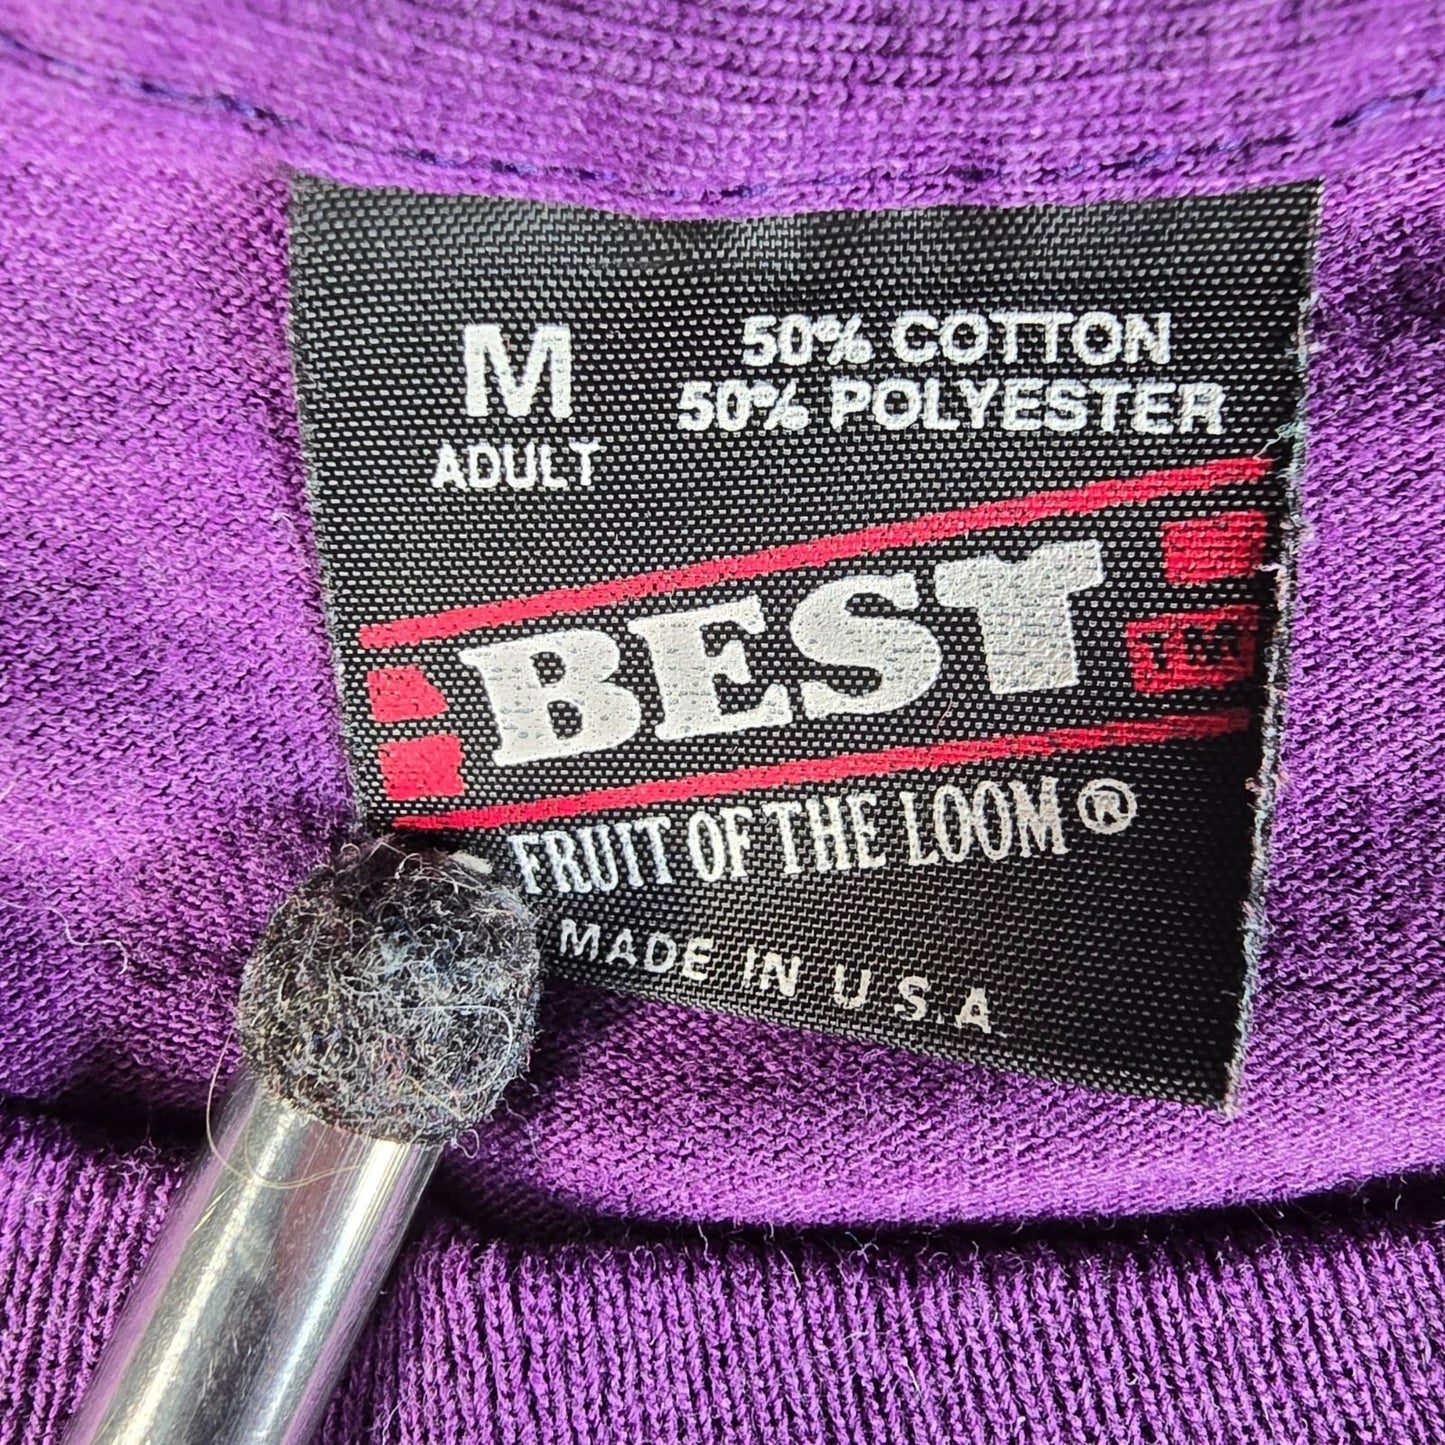 M
ADULT
50% COTTON
50% POLYESTER
BEST
TM
FRUIT OF THE LOOM ®
MADE IN U.S.A